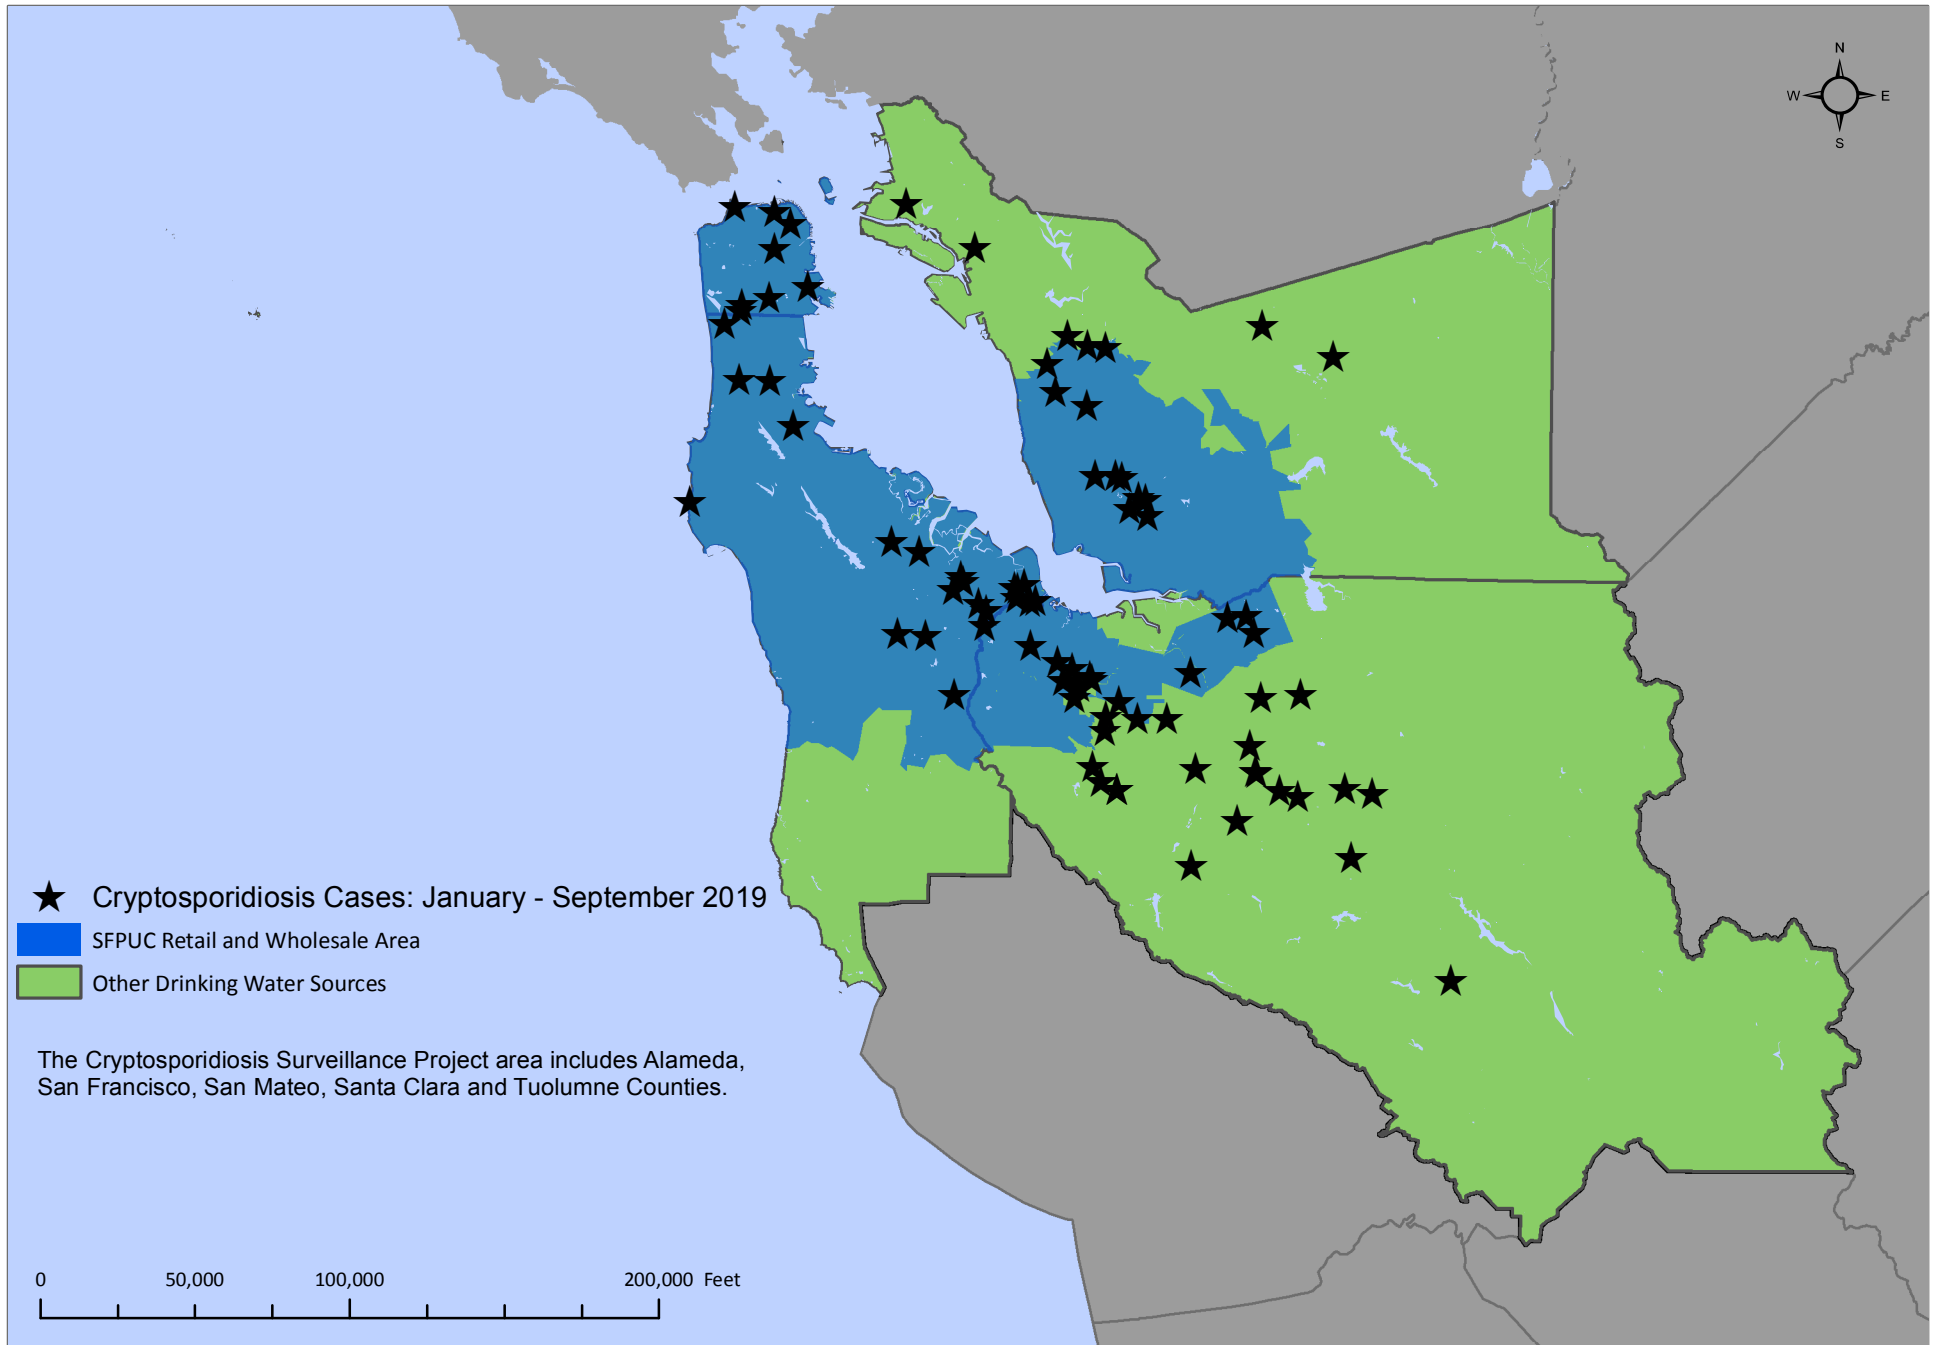 N
W E
S
Cryptosporidiosis Cases: January - September 2019
SFPUC Retail and Wholesale Area
Other Drinking Water Sources
The Cryptosporidiosis Surveillance Project area includes Alameda,
San Francisco, San Mateo, Santa Clara and Tuolumne Counties.
0 50,000 100,000 200,000 Feet